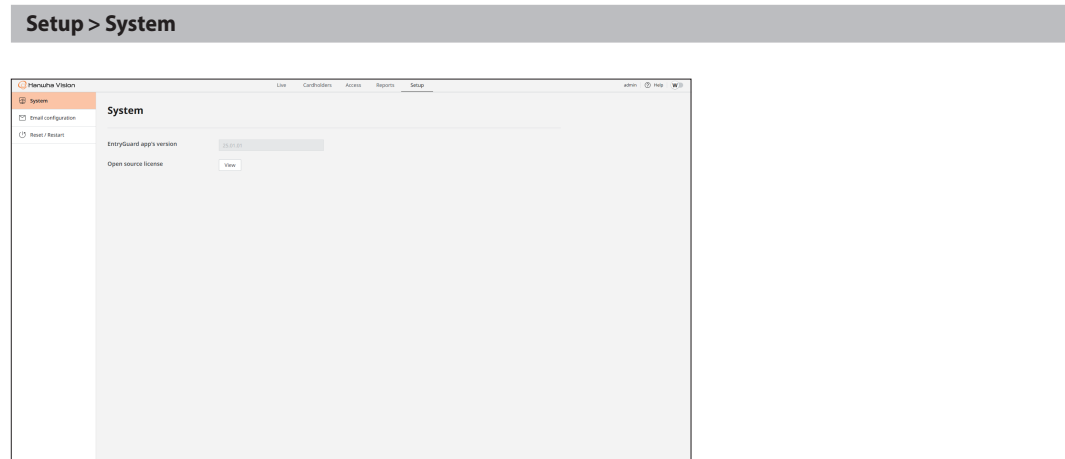 Setup > System
Hanwha Vision
Live Cardholders Access Reports Setup
admin Help W
System
Email configuration
Reset / Restart
System
EntryGuard app's version
Open source license View